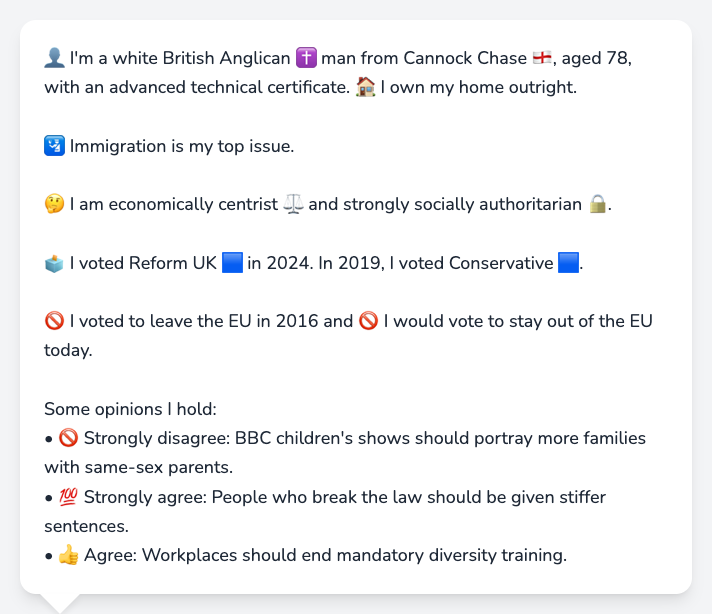 👤 I'm a white British Anglican ✝️ man from Cannock Chase 🏴󠁧󠁢󠁥󠁮󠁧󠁿, aged 78,
with an advanced technical certificate. 🏠 I own my home outright.
🛂 Immigration is my top issue.
🤔 I am economically centrist ⚖️ and strongly socially authoritarian 🔒.
🗳️ I voted Reform UK 🟦 in 2024. In 2019, I voted Conservative 🟦.
🚫 I voted to leave the EU in 2016 and 🚫 I would vote to stay out of the EU
today.
Some opinions I hold:
• 🚫 Strongly disagree: BBC children's shows should portray more families
with same-sex parents.
• 💯 Strongly agree: People who break the law should be given stiffer
sentences.
• 👍 Agree: Workplaces should end mandatory diversity training.